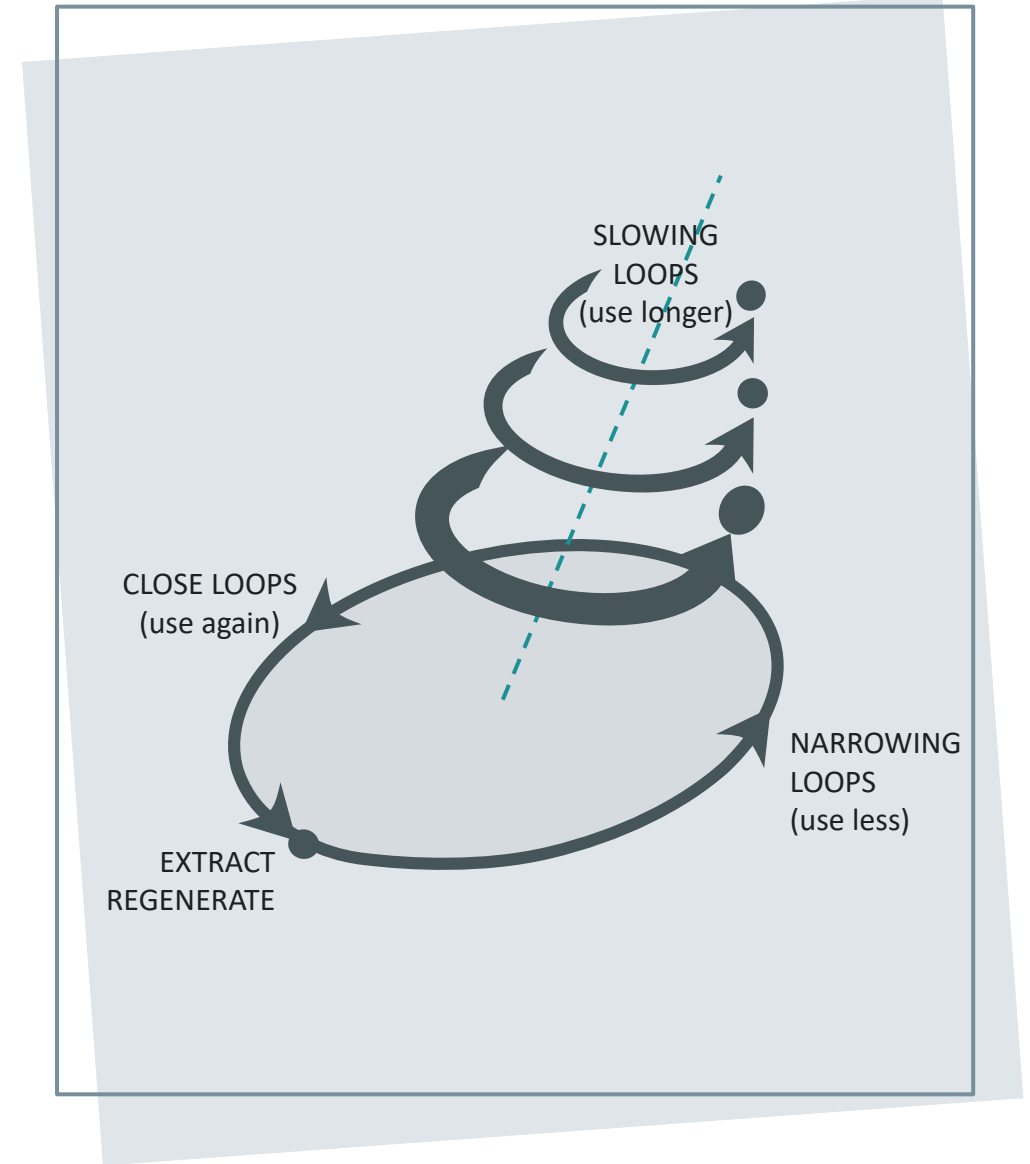 SLOWING
LOOPS
(use longer)
CLOSE LOOPS
(use again)
NARROWING
LOOPS
(use less)
EXTRACT
REGENERATE